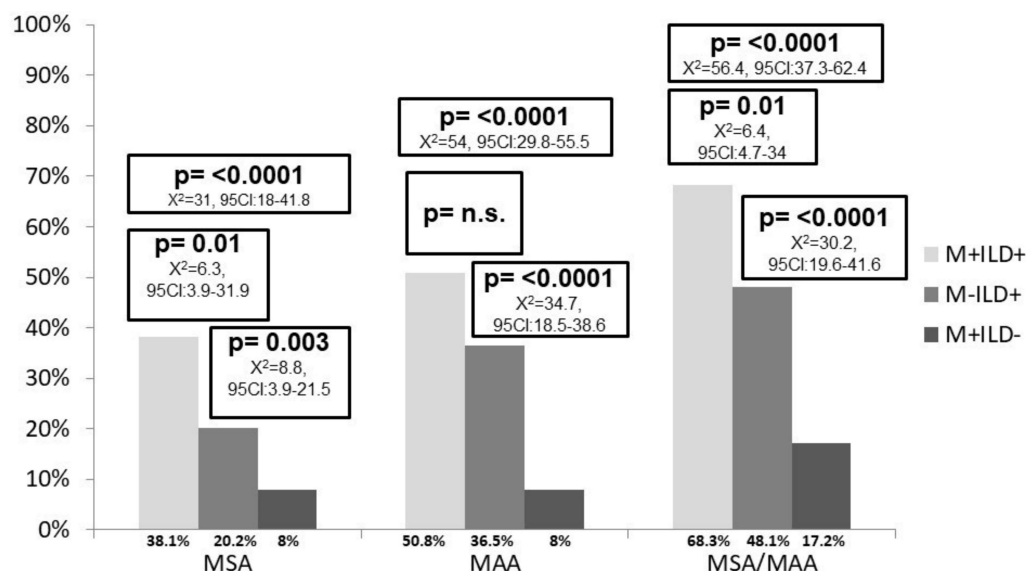 100%
90%
80%
70%
60%
50%
40%
30%
20%
10%
0%
p= <0.0001
X²=31, 95CI:18-41.8
p= 0.01
X²=6.3,
95CI:3.9-31.9
p= 0.003
X²=8.8,
95CI:3.9-21.5
p= <0.0001
X²=54, 95CI:29.8-55.5
p= n.s.
p= <0.0001
X²=34.7,
95CI:18.5-38.6
p= <0.0001
X²=56.4, 95CI:37.3-62.4
p= 0.01
X²=6.4,
95CI:4.7-34
p= <0.0001
X²=30.2,
95CI:19.6-41.6
M+ILD+
M-ILD+
M+ILD-
38.1% 20.2% 8%
MSA
50.8% 36.5% 8%
MAA
68.3% 48.1% 17.2%
MSA/MAA